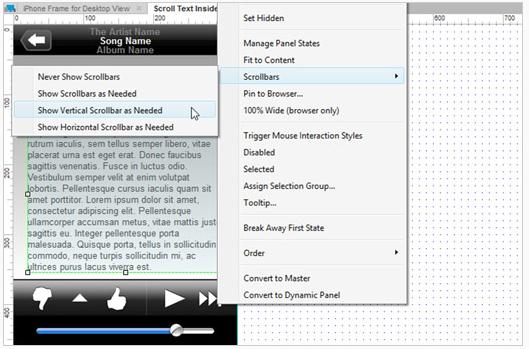 iPhone Frame for Desktop View
Scroll Text Inside
0
500
600
700
The Artist Name
Song Name
Album Name
0
100
200
300
400
Never Show Scrollbars
Show Scrollbars as Needed
Show Vertical Scrollbar as Needed
Show Horizontal Scrollbar as Needed
Set Hidden
Manage Panel States
Fit to Content
Scrollbars
Pin to Browser...
100% Wide (browser only)
Trigger Mouse Interaction Styles
Disabled
Selected
Assign Selection Group...
Tooltip...
Break Away First State
Order
Convert to Master
Convert to Dynamic Panel
rutrum iaculis, sem tellus semper libero, vitae
placerat urna est eget erat. Donec faucibus
sagittis venenatis. Fusce in luctus odio.
Vestibulum semper velit at enim volutpat
lobortis. Pellentesque cursus iaculis quam sit
amet porttitor. Lorem ipsum dolor sit amet,
consectetur adipiscing elit. Pellentesque
ullamcorper accumsan metus, vitae mattis just
sagittis eu. Integer pellentesque porta
malesuada. Quisque porta, tellus in sollicitudin
commodo, neque turpis sollicitudin mi, ac
ultrices purus lacus viverra est.